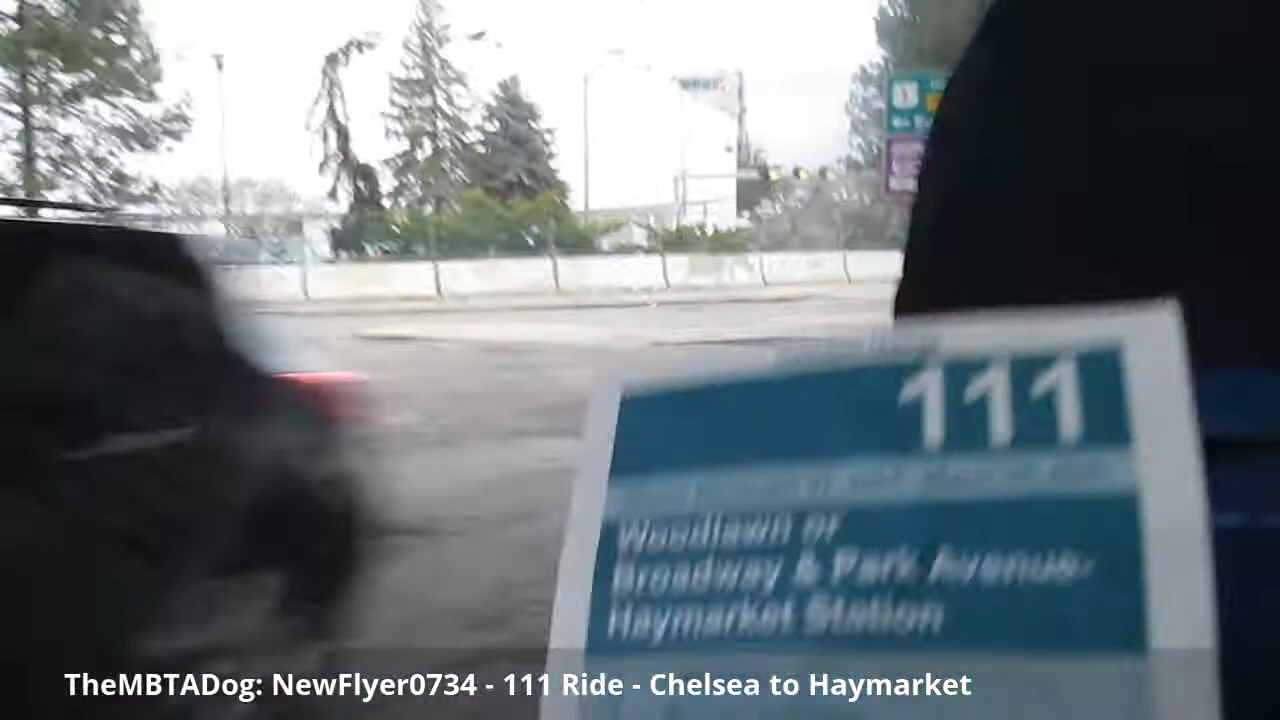 111
Woodlawn or
Broadway & Park Avenue-
Haymarket Station
TheMBTADog: NewFlyer0734 - 111 Ride - Chelsea to Haymarket